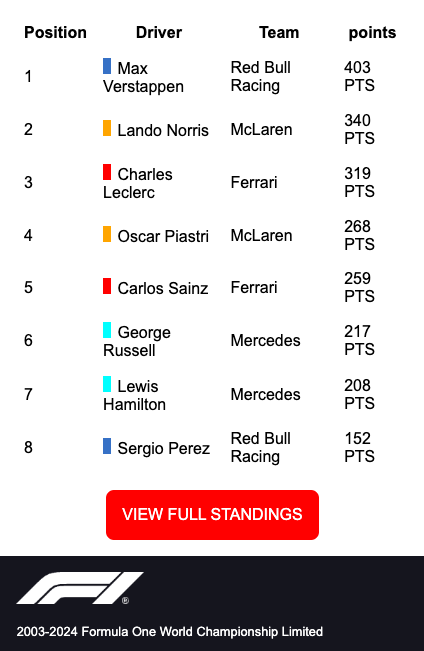 Position Driver Team points
1 Max Verstappen Red Bull Racing 403 PTS
2 Lando Norris McLaren 340 PTS
3 Charles Leclerc Ferrari 319 PTS
4 Oscar Piastri McLaren 268 PTS
5 Carlos Sainz Ferrari 259 PTS
6 George Russell Mercedes 217 PTS
7 Lewis Hamilton Mercedes 208 PTS
8 Sergio Perez Red Bull Racing 152 PTS
VIEW FULL STANDINGS
F1®
2003-2024 Formula One World Championship Limited